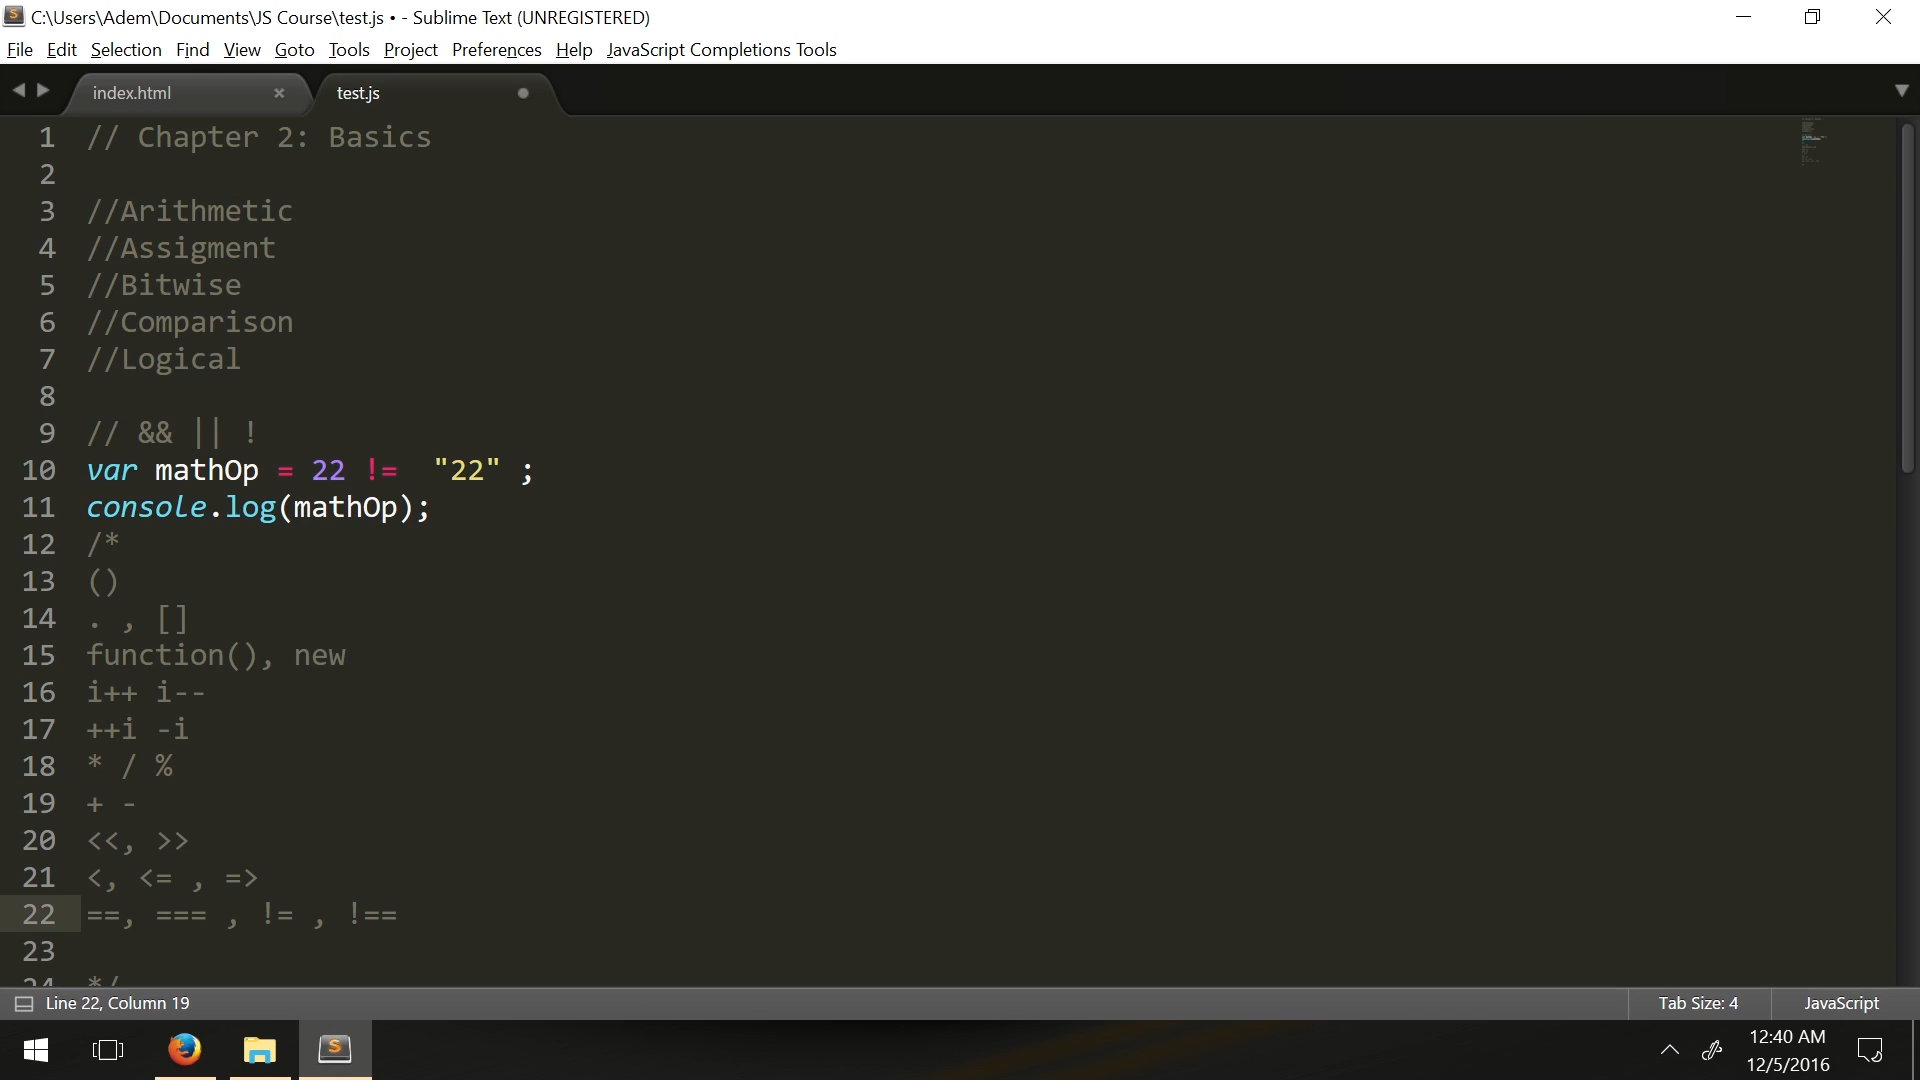 C:\Users\Adem\Documents\JS Course\test.js • - Sublime Text (UNREGISTERED)
File Edit Selection Find View Goto Tools Project Preferences Help JavaScript Completions Tools
index.html × test.js
1 // Chapter 2: Basics
2
3 //Arithmetic
4 //Assigment
5 //Bitwise
6 //Comparison
7 //Logical
8
9 // && || !
10 var mathOp = 22 !=  "22" ;
11 console.log(mathOp);
12 /*
13 ()
14 . , []
15 function(), new
16 i++ i--
17 ++i -i
18 * / %
19 + -
20 <<, >>
21 <, <= , =>
22 ==, === , != , !==
23
24 */
Line 22, Column 19 Tab Size: 4 JavaScript
12:40 AM
12/5/2016